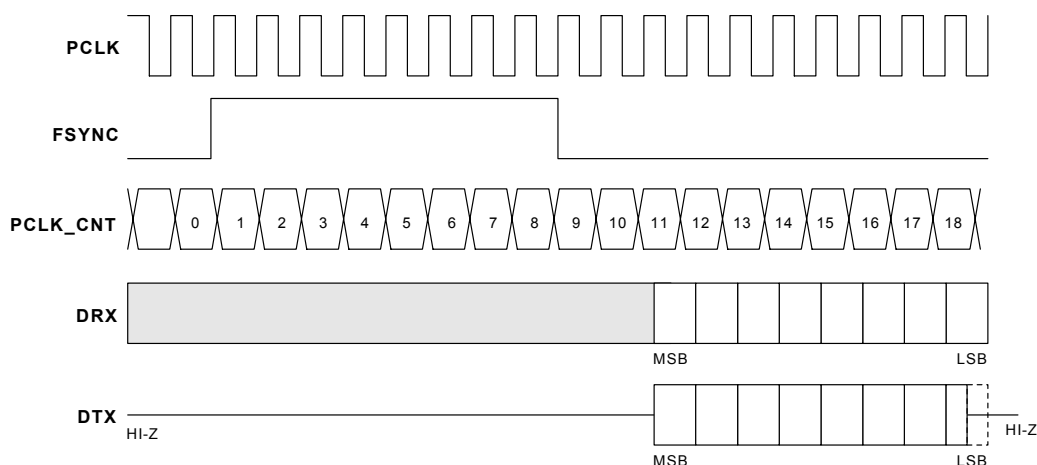 PCLK
FSYNC
PCLK_CNT 0 1 2 3 4 5 6 7 8 9 10 11 12 13 14 15 16 17 18
DRX
MSB LSB
DTX
HI-Z HI-Z
MSB LSB